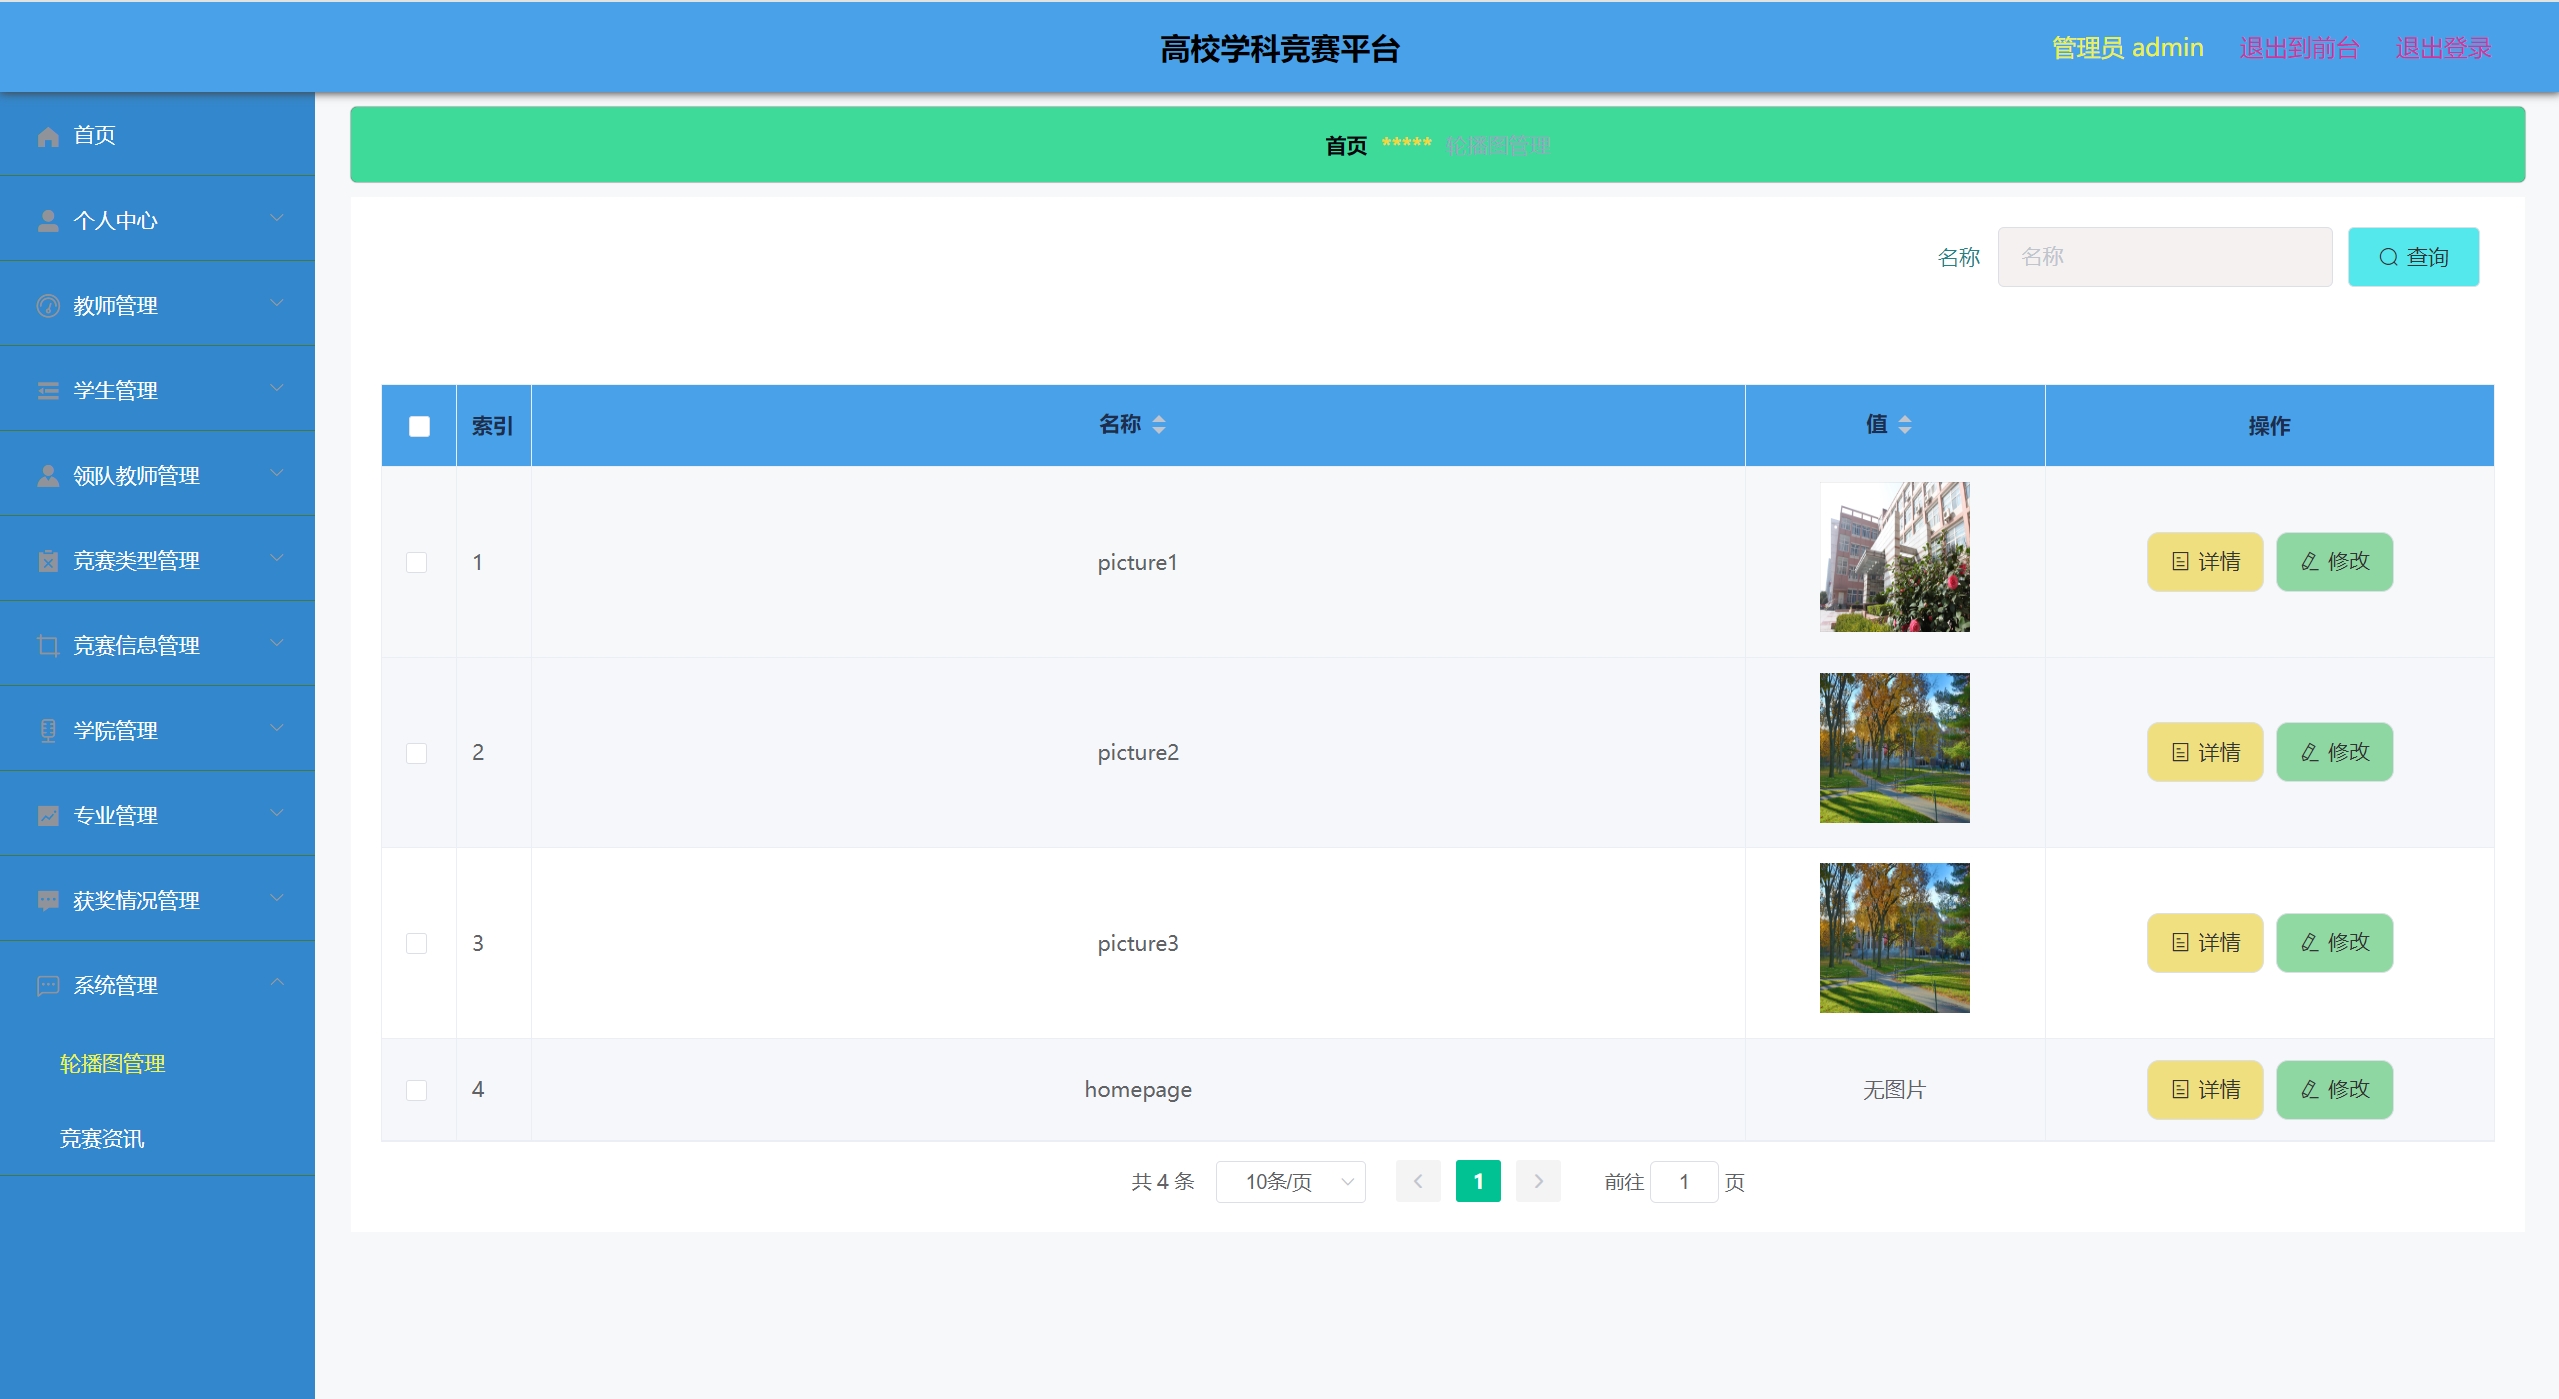 高校学科竞赛平台
管理员 admin 退出到前台 退出登录
首页
个人中心
教师管理
学生管理
领队教师管理
竞赛类型管理
竞赛信息管理
学院管理
专业管理
获奖情况管理
系统管理
轮播图管理
竞赛资讯
首页 ***** 轮播图管理
名称 名称 查询
索引 名称 值 操作
1 picture1 详情 修改
2 picture2 详情 修改
3 picture3 详情 修改
4 homepage 无图片 详情 修改
共 4 条 10条/页 1 前往 1 页